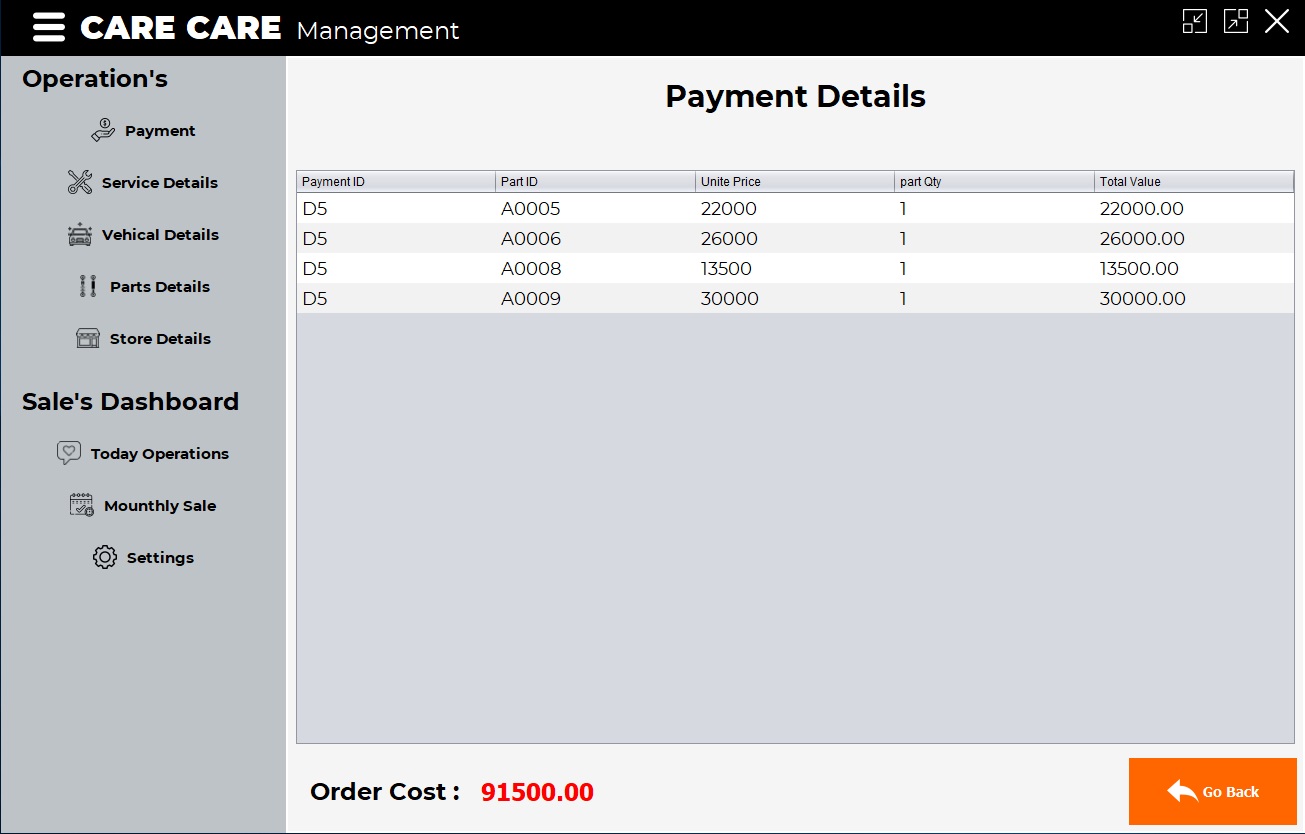 CARE CARE Management
Operation's
Payment
Service Details
Vehical Details
Parts Details
Store Details
Sale's Dashboard
Today Operations
Mounthly Sale
Settings
Payment Details
Payment ID Part ID Unite Price part Qty Total Value
D5 A0005 22000 1 22000.00
D5 A0006 26000 1 26000.00
D5 A0008 13500 1 13500.00
D5 A0009 30000 1 30000.00
Order Cost : 91500.00
Go Back